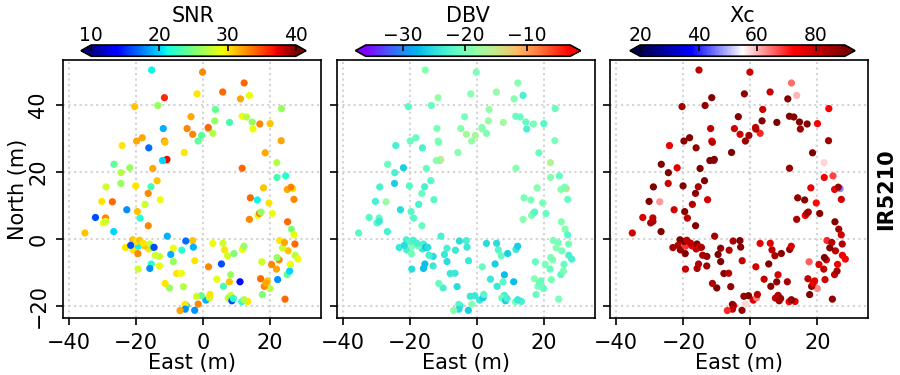 SNR DBV Xc
10 20 30 40 −30 −20 −10 20 40 60 80
40
20
0
−20
North (m)
IR5210
−40 −20 0 20 −40 −20 0 20 −40 −20 0 20
East (m) East (m) East (m)